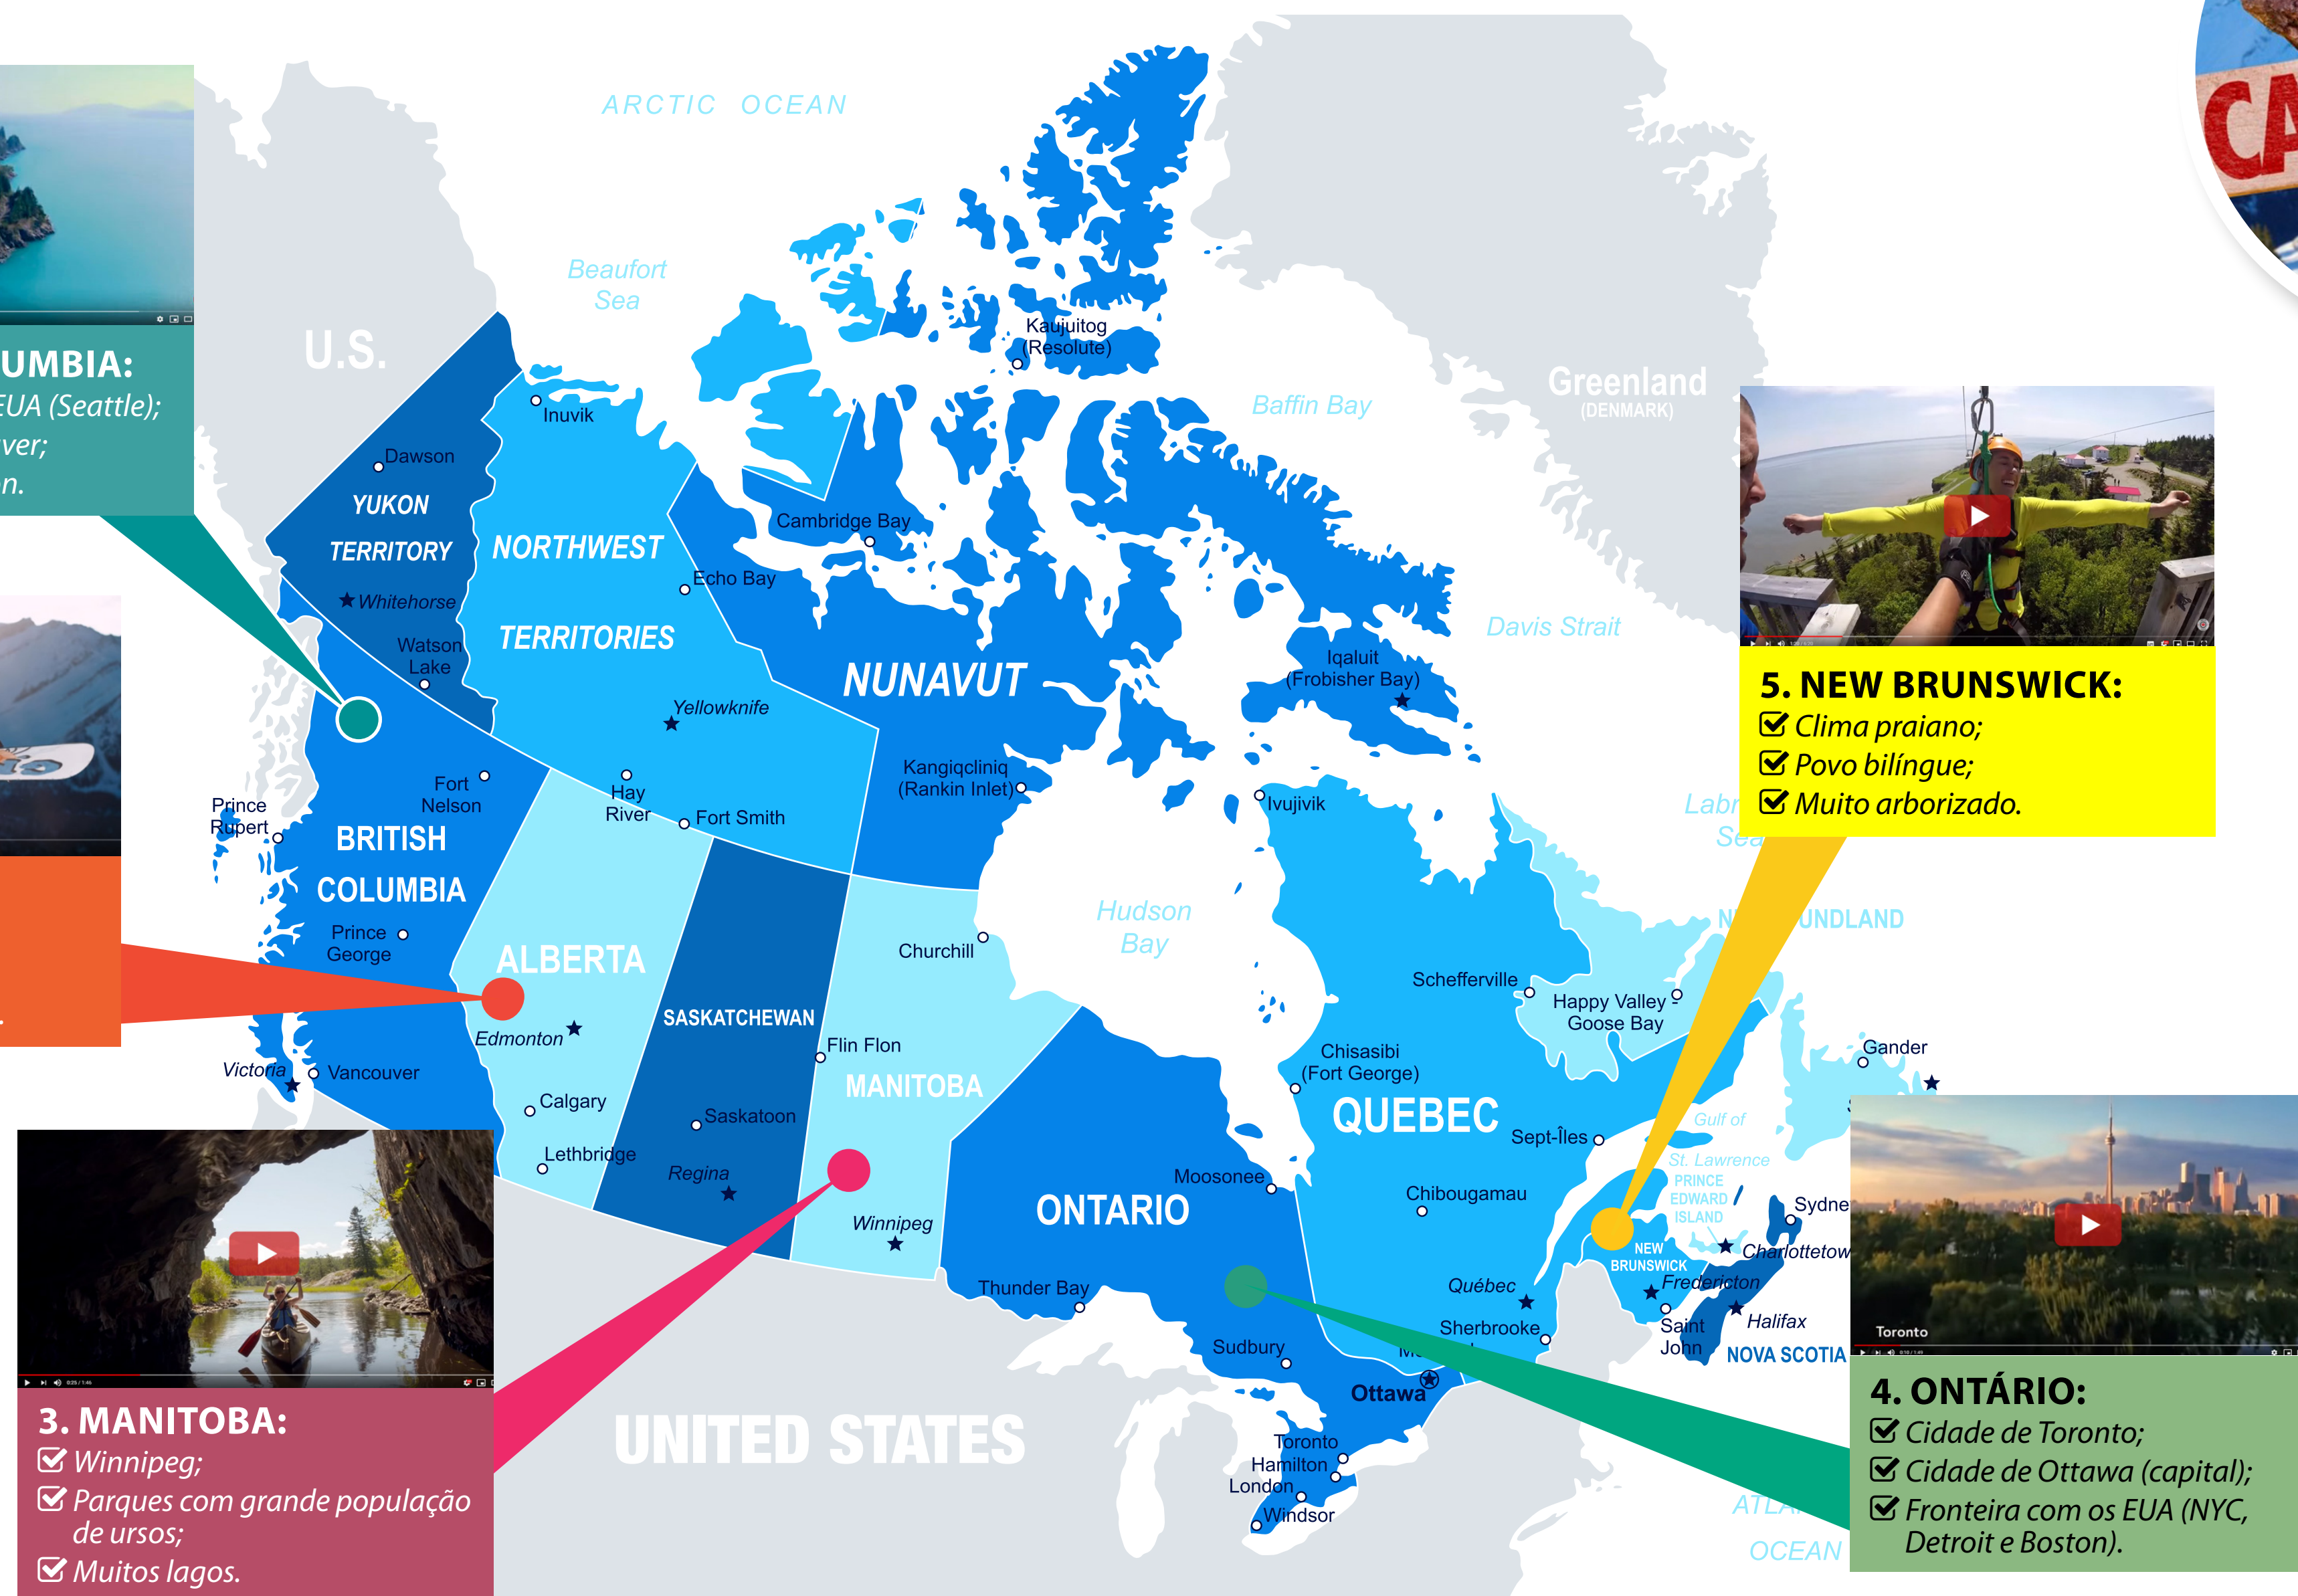 ARCTIC OCEAN
Beaufort
Sea
U.S.
Kaujuitog
(Resolute)
Baffin Bay
Greenland
(DENMARK)
Inuvik
Dawson
YUKON
TERRITORY
Whitehorse
Watson
Lake
NORTHWEST
TERRITORIES
Cambridge Bay
Echo Bay
Yellowknife
NUNAVUT
Iqaluit
(Frobisher Bay)
Davis Strait
Kangiqcliniq
(Rankin Inlet)
Ivujivik
Hay
River
Fort Smith
Fort
Nelson
Prince
Rupert
BRITISH
COLUMBIA
Prince
George
Victoria
Vancouver
ALBERTA
Edmonton
Calgary
Lethbridge
SASKATCHEWAN
Saskatoon
Regina
Flin Flon
MANITOBA
Winnipeg
Churchill
Hudson
Bay
ONTARIO
Moosonee
Thunder Bay
Sudbury
Ottawa
Toronto
Hamilton
London
Windsor
QUEBEC
Schefferville
Happy Valley -
Goose Bay
Chisasibi
(Fort George)
Sept-Îles
Chibougamau
Québec
Sherbrooke
Gander
Gulf of
St. Lawrence
PRINCE
EDWARD
ISLAND
NEW
BRUNSWICK
Fredericton
Saint
John
Halifax
NOVA SCOTIA
UNITED STATES
OCEAN
UMBIA:
EUA (Seattle);
3. MANITOBA:
Winnipeg;
Parques com grande população
de ursos;
Muitos lagos.
5. NEW BRUNSWICK:
Clima praiano;
Povo bilíngue;
Muito arborizado.
Toronto
4. ONTÁRIO:
Cidade de Toronto;
Cidade de Ottawa (capital);
Fronteira com os EUA (NYC,
Detroit e Boston).